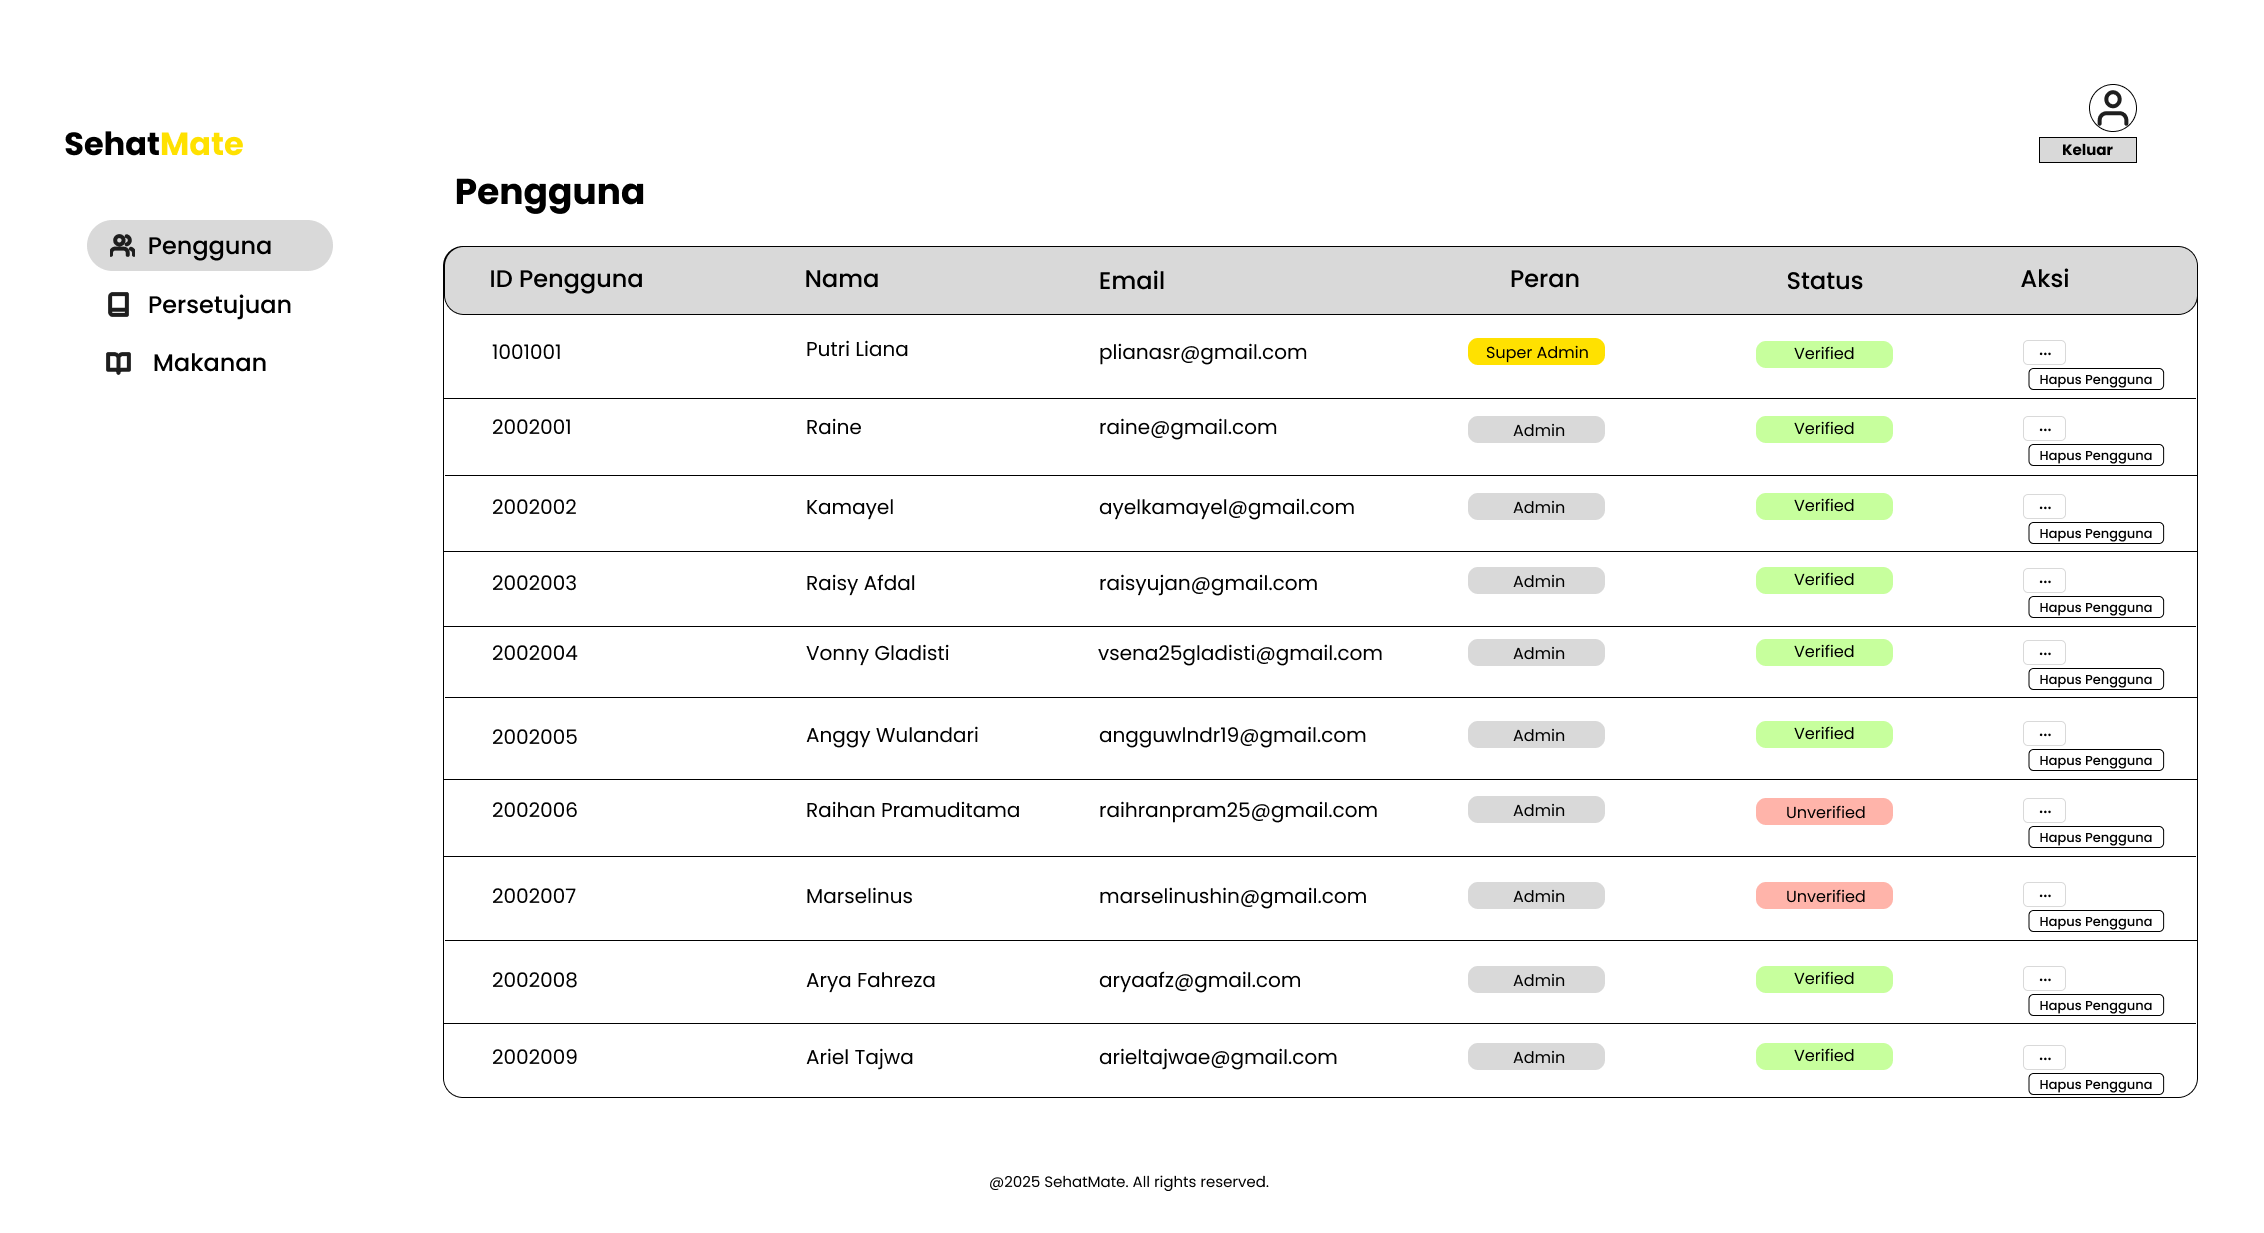 SehatMate
Keluar
Pengguna
Pengguna
Persetujuan
Makanan
ID Pengguna Nama Email Peran Status Aksi
1001001 Putri Liana plianasr@gmail.com Super Admin Verified ...
Hapus Pengguna
2002001 Raine raine@gmail.com Admin Verified ...
Hapus Pengguna
2002002 Kamayel ayelkamayel@gmail.com Admin Verified ...
Hapus Pengguna
2002003 Raisy Afdal raisyujan@gmail.com Admin Verified ...
Hapus Pengguna
2002004 Vonny Gladisti vsena25gladisti@gmail.com Admin Verified ...
Hapus Pengguna
2002005 Anggy Wulandari angguwlndr19@gmail.com Admin Verified ...
Hapus Pengguna
2002006 Raihan Pramuditama raihranpram25@gmail.com Admin Unverified ...
Hapus Pengguna
2002007 Marselinus marselinushin@gmail.com Admin Unverified ...
Hapus Pengguna
2002008 Arya Fahreza aryaafz@gmail.com Admin Verified ...
Hapus Pengguna
2002009 Ariel Tajwa arieltajwae@gmail.com Admin Verified ...
Hapus Pengguna
@2025 SehatMate. All rights reserved.